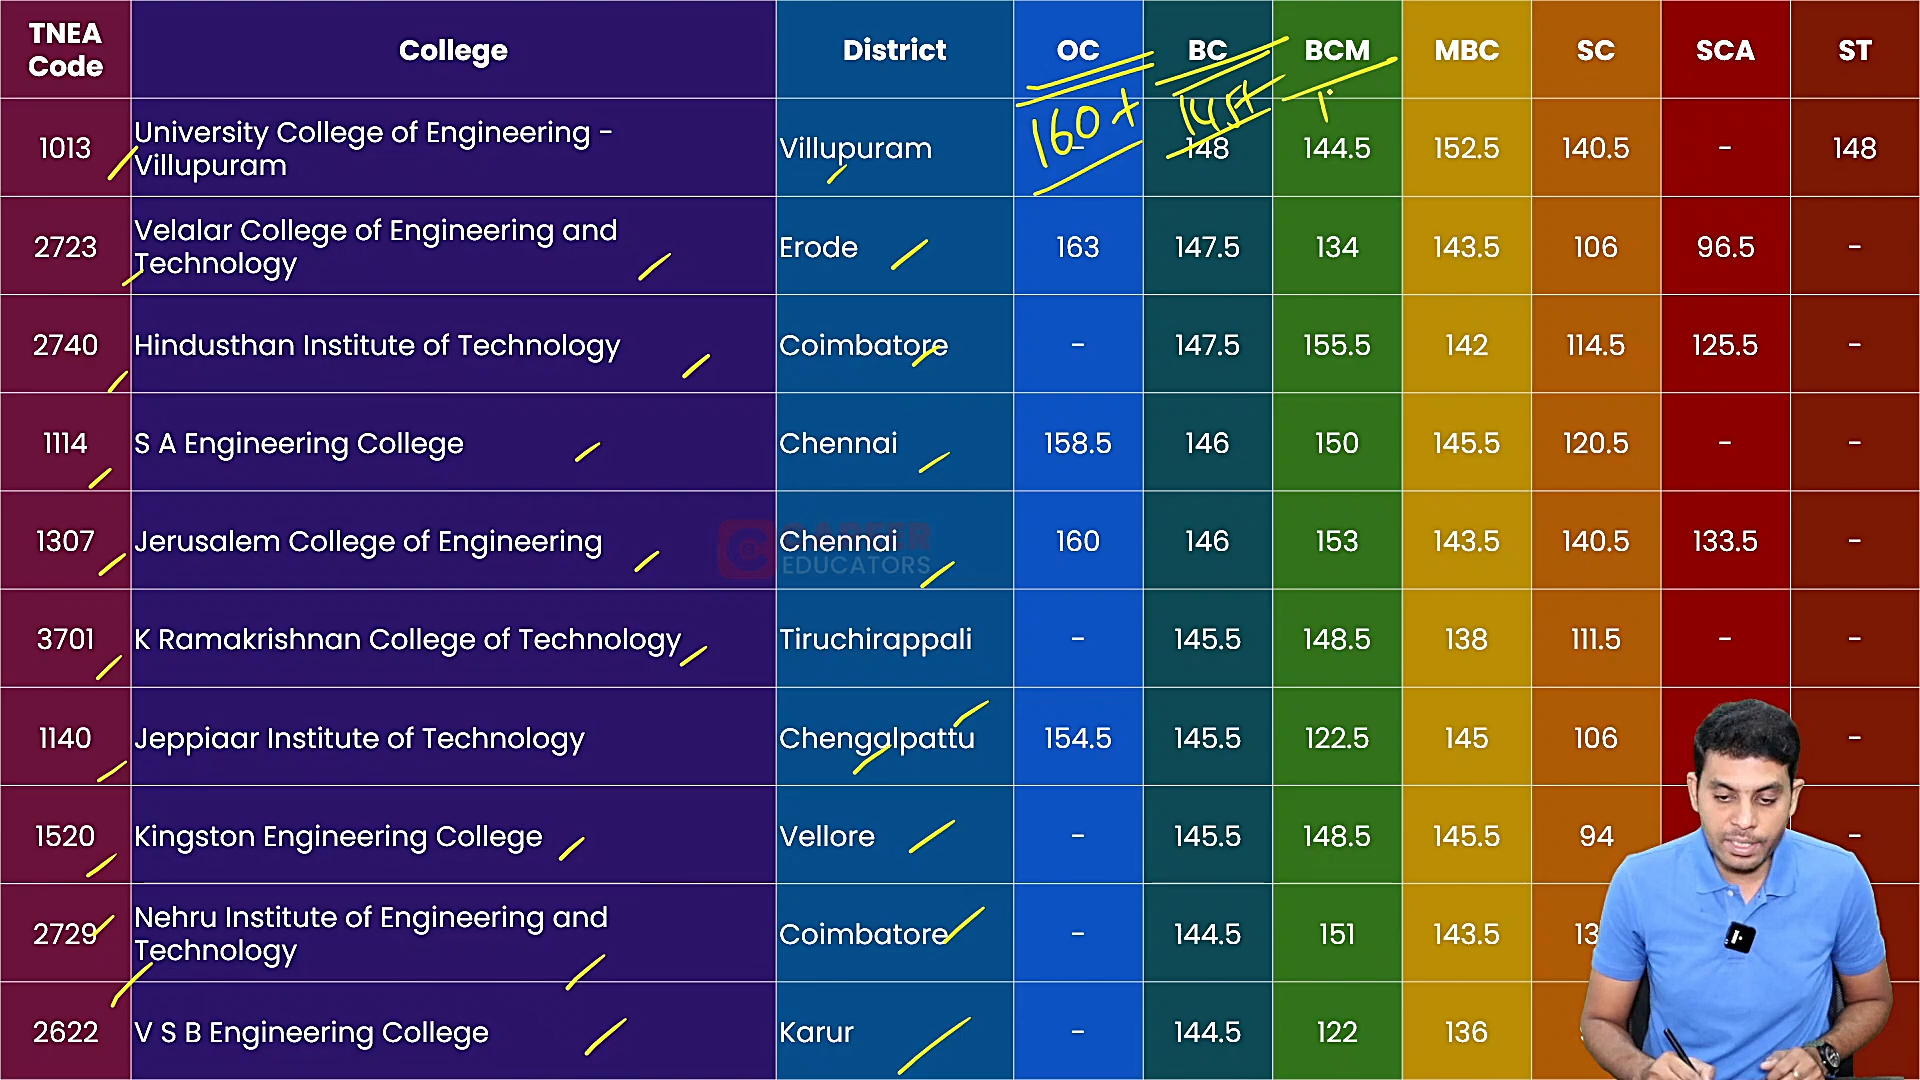 TNEA Code College District OC BC BCM MBC SC SCA ST
160+ 145+ 1
1013 University College of Engineering - Villupuram Villupuram - 148 144.5 152.5 140.5 - 148
2723 Velalar College of Engineering and Technology Erode 163 147.5 134 143.5 106 96.5 -
2740 Hindusthan Institute of Technology Coimbatore - 147.5 155.5 142 114.5 125.5 -
1114 S A Engineering College Chennai 158.5 146 150 145.5 120.5 - -
1307 Jerusalem College of Engineering Chennai 160 146 153 143.5 140.5 133.5 -
CAREER EDUCATORS
3701 K Ramakrishnan College of Technology Tiruchirappali - 145.5 148.5 138 111.5 - -
1140 Jeppiaar Institute of Technology Chengalpattu 154.5 145.5 122.5 145 106 -
1520 Kingston Engineering College Vellore - 145.5 148.5 145.5 94 -
2729 Nehru Institute of Engineering and Technology Coimbatore - 144.5 151 143.5 13
2622 V S B Engineering College Karur - 144.5 122 136